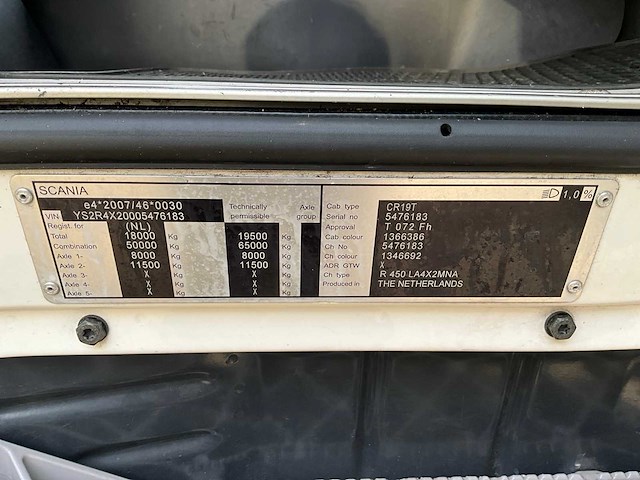 SCANIA 1,0%
e4*2007/46*0030
VIN YS2R4X20005476183
Regist. for (NL) Technically permissible Axle group
Total 18000 Kg 19500 Kg
Combination 50000 Kg 65000 Kg
Axle 1- 8000 Kg 8000 Kg
Axle 2- 11500 Kg 11500 Kg
Axle 3- X Kg X Kg
Axle 4- X Kg X Kg
Axle 5- X Kg X Kg
Cab type CR19T
Serial no 5476183
Approval T 072 Fh
Cab colour 1366386
Ch No 5476183
Ch colour 1346692
ADR GTW X
Ch type R 450 LA4X2MNA
Produced in THE NETHERLANDS